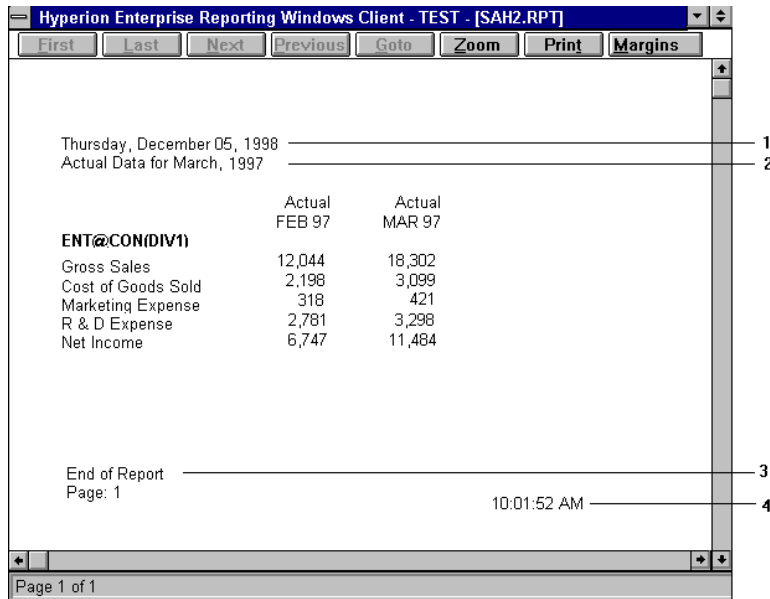 Hyperion Enterprise Reporting Windows Client - TEST - [SAH2.RPT]
First Last Next Previous Goto Zoom Print Margins
Thursday, December 05, 1998 1
Actual Data for March, 1997 2
Actual Actual
FEB 97 MAR 97
ENT@CON(DIV1)
Gross Sales 12,044 18,302
Cost of Goods Sold 2,198 3,099
Marketing Expense 318 421
R & D Expense 2,781 3,298
Net Income 6,747 11,484
End of Report 3
Page: 1
10:01:52 AM 4
Page 1 of 1